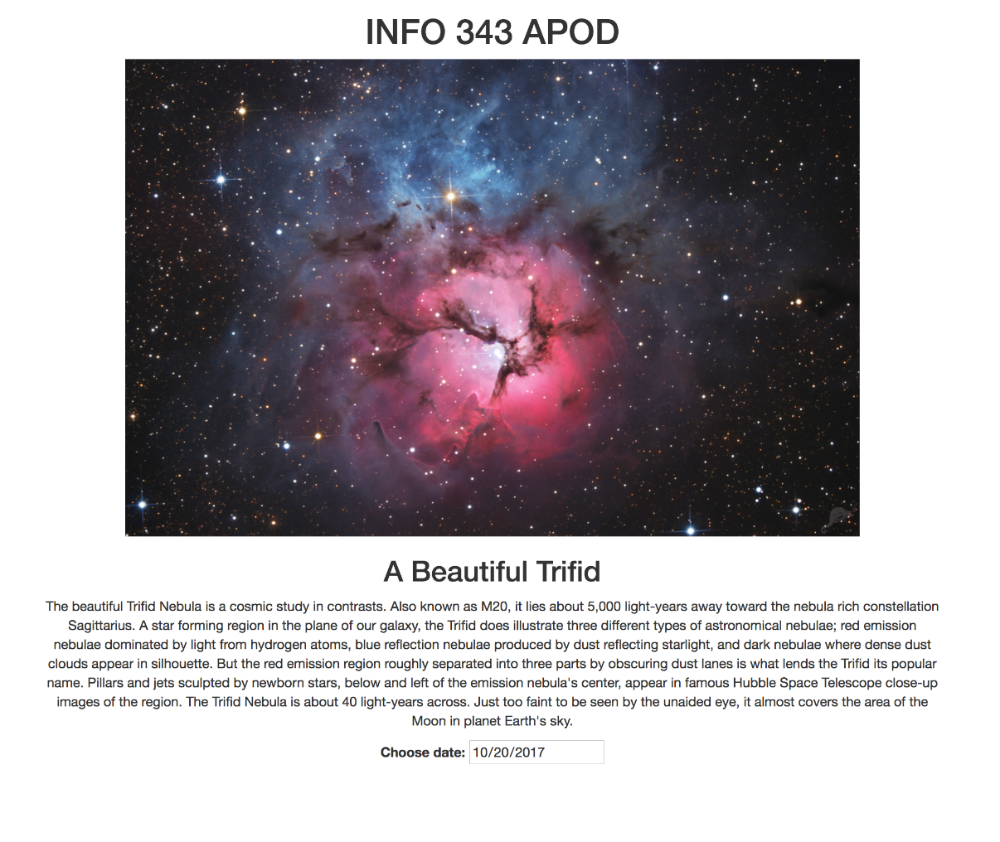 INFO 343 APOD
A Beautiful Trifid
The beautiful Trifid Nebula is a cosmic study in contrasts. Also known as M20, it lies about 5,000 light-years away toward the nebula rich constellation
Sagittarius. A star forming region in the plane of our galaxy, the Trifid does illustrate three different types of astronomical nebulae; red emission
nebulae dominated by light from hydrogen atoms, blue reflection nebulae produced by dust reflecting starlight, and dark nebulae where dense dust
clouds appear in silhouette. But the red emission region roughly separated into three parts by obscuring dust lanes is what lends the Trifid its popular
name. Pillars and jets sculpted by newborn stars, below and left of the emission nebula's center, appear in famous Hubble Space Telescope close-up
images of the region. The Trifid Nebula is about 40 light-years across. Just too faint to be seen by the unaided eye, it almost covers the area of the
Moon in planet Earth's sky.
Choose date: 10/20/2017